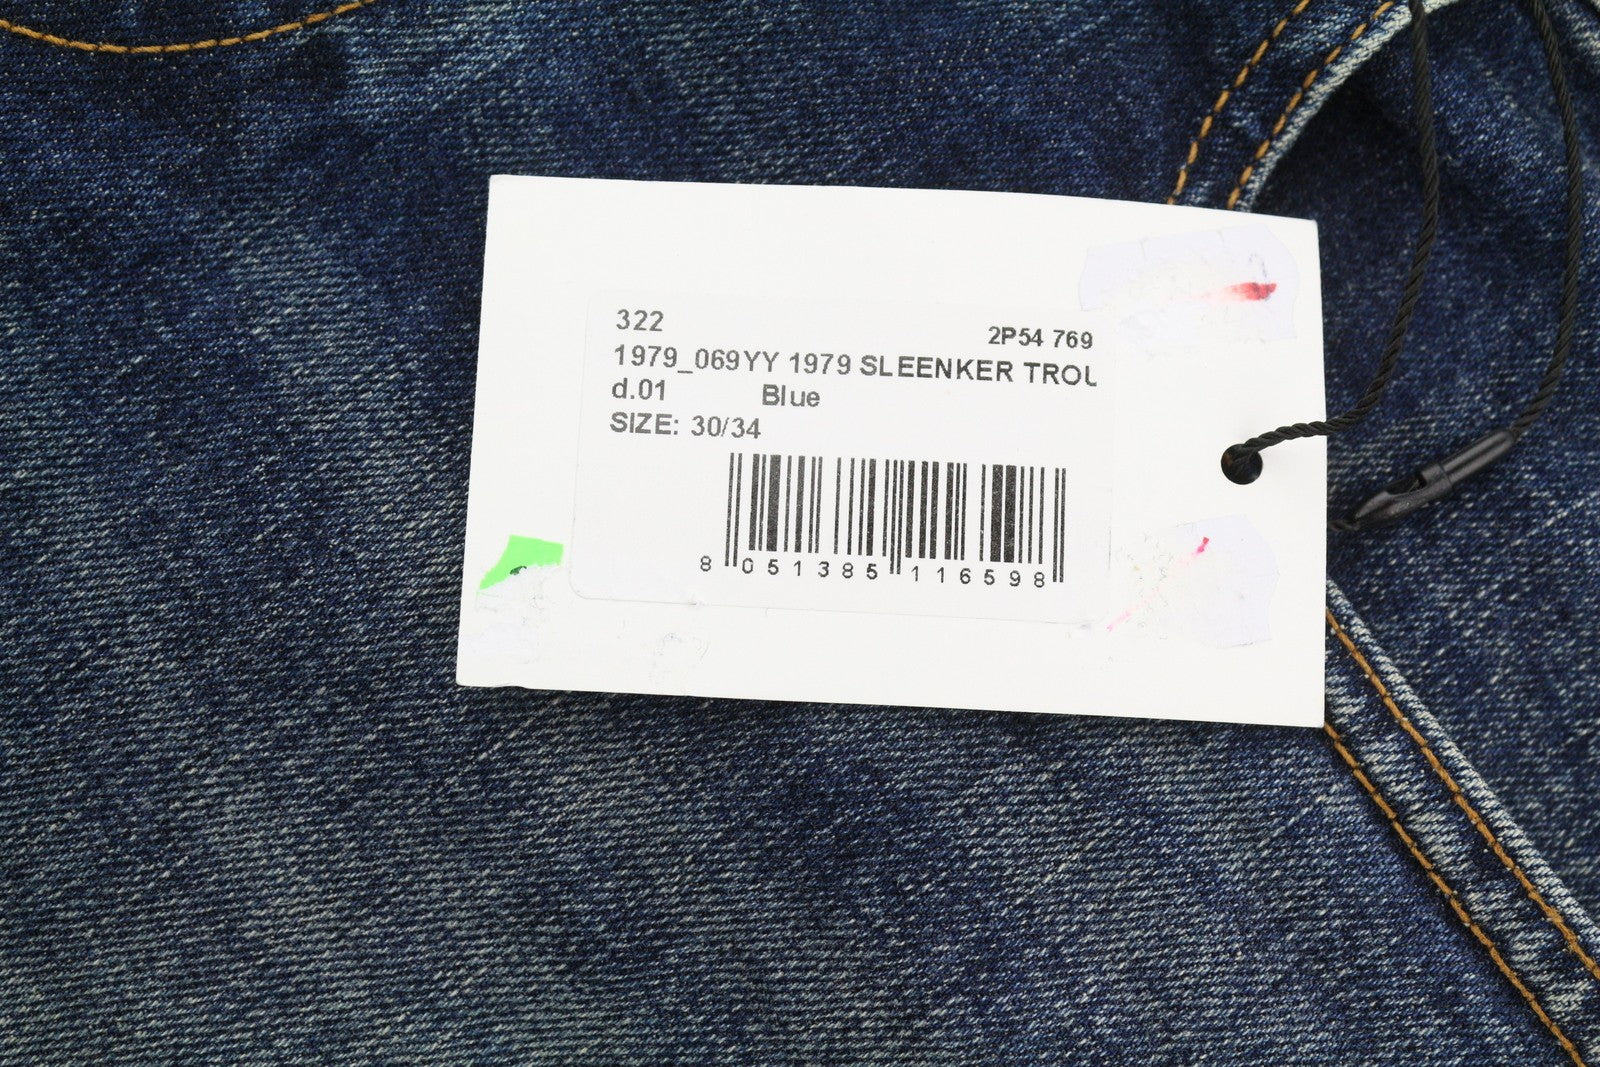 322
2P54 769
1979_069YY 1979 SLEENKER TROU
d.01 Blue
SIZE: 30/34
8 051385 116598